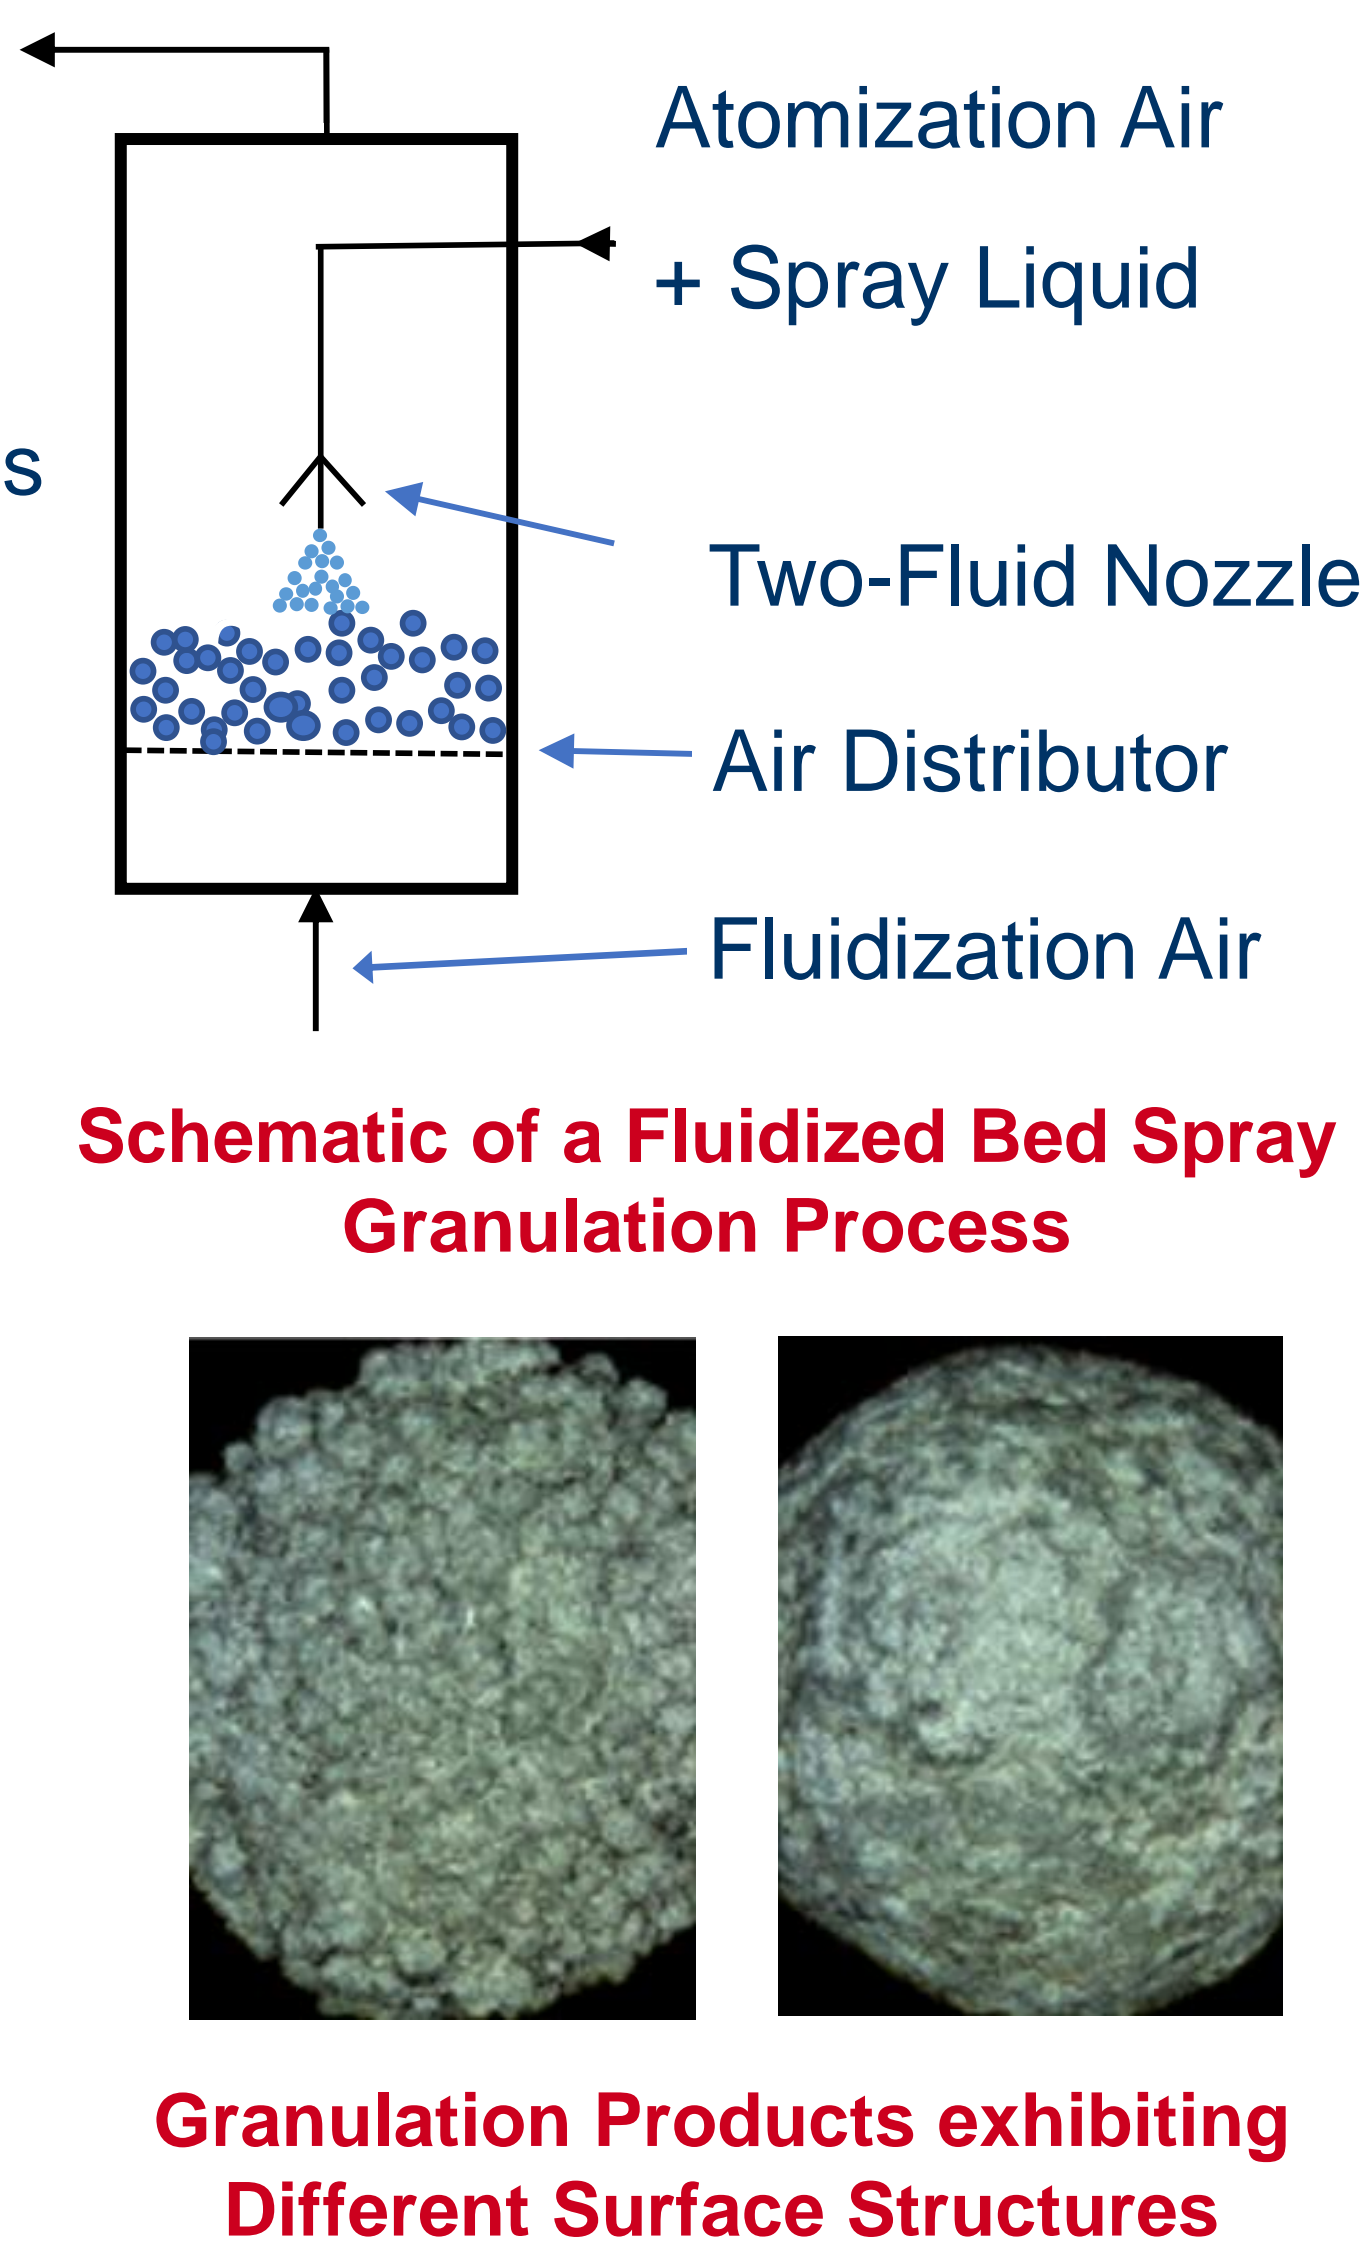 Atomization Air
+ Spray Liquid
s
Two-Fluid Nozzle
Air Distributor
Fluidization Air
Schematic of a Fluidized Bed Spray
Granulation Process
Granulation Products exhibiting
Different Surface Structures